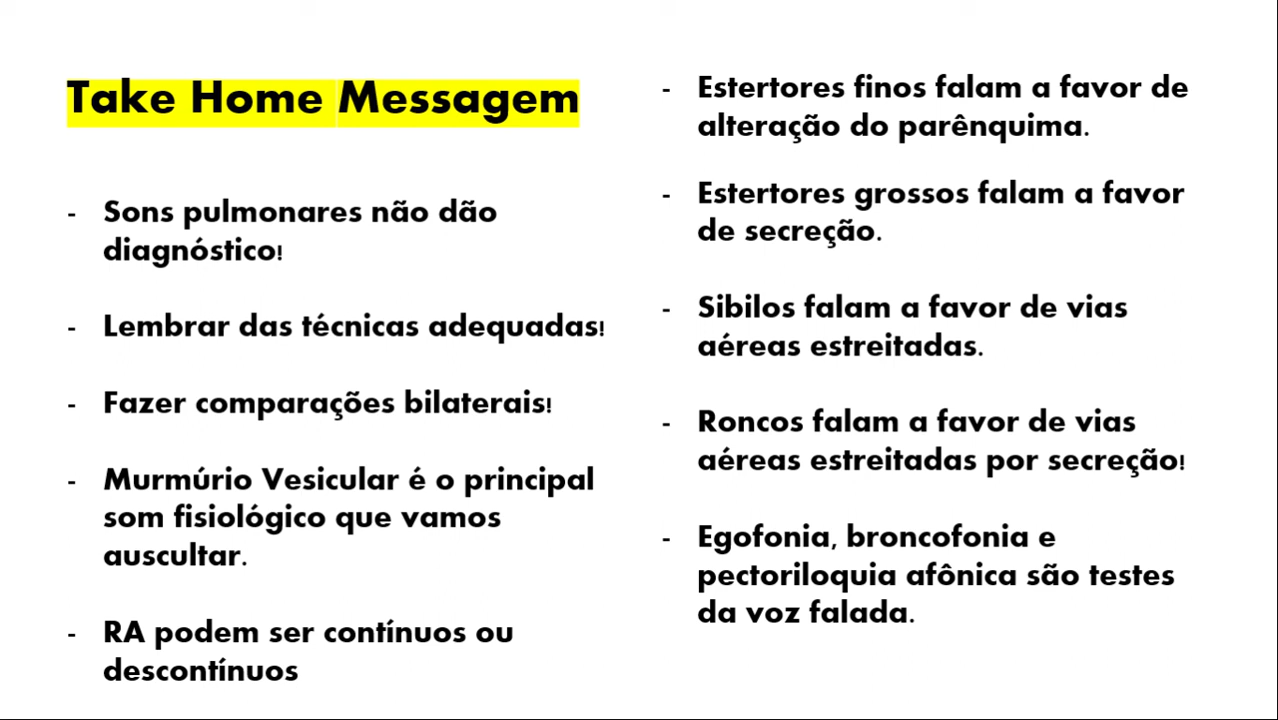 Take Home Messagem
- Sons pulmonares não dão
diagnóstico!
- Lembrar das técnicas adequadas!
- Fazer comparações bilaterais!
- Murmúrio Vesicular é o principal
som fisiológico que vamos
auscultar.
- RA podem ser contínuos ou
descontínuos
- Estertores finos falam a favor de
alteração do parênquima.
- Estertores grossos falam a favor
de secreção.
- Sibilos falam a favor de vias
aéreas estreitadas.
- Roncos falam a favor de vias
aéreas estreitadas por secreção!
- Egofonia, broncofonia e
pectoriloquia afônica são testes
da voz falada.